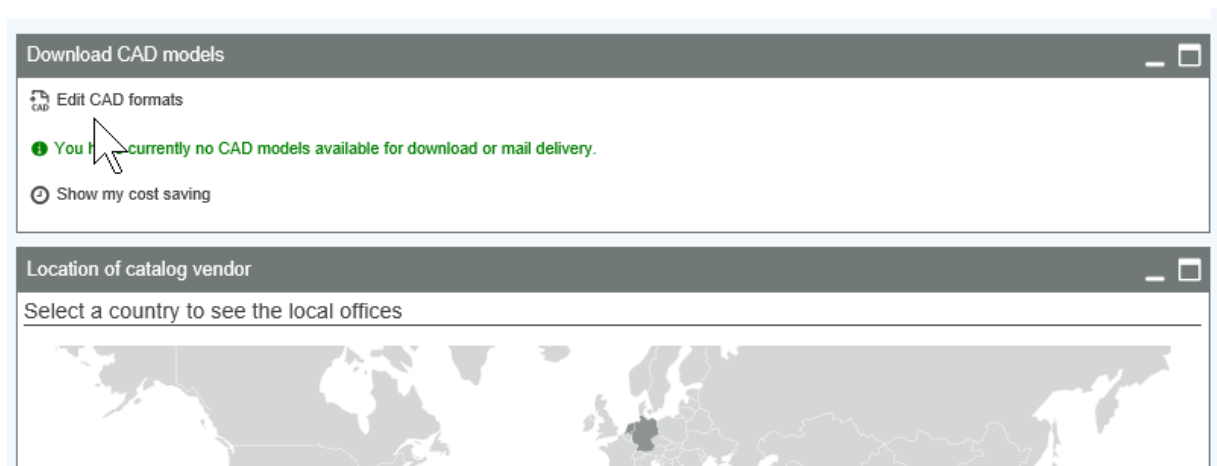 Download CAD models
CAD Edit CAD formats
You currently no CAD models available for download or mail delivery.
Show my cost saving
Location of catalog vendor
Select a country to see the local offices